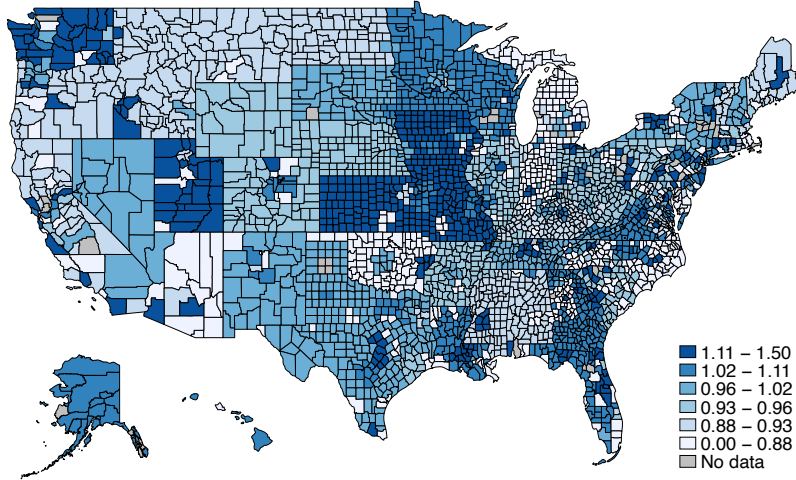 1.11 – 1.50
1.02 – 1.11
0.96 – 1.02
0.93 – 0.96
0.88 – 0.93
0.00 – 0.88
No data